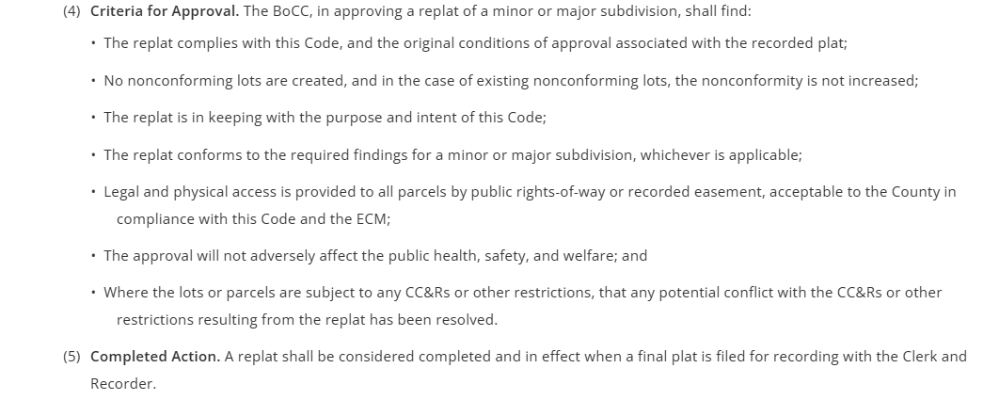 (4) Criteria for Approval. The BoCC, in approving a replat of a minor or major subdivision, shall find:
• The replat complies with this Code, and the original conditions of approval associated with the recorded plat;
• No nonconforming lots are created, and in the case of existing nonconforming lots, the nonconformity is not increased;
• The replat is in keeping with the purpose and intent of this Code;
• The replat conforms to the required findings for a minor or major subdivision, whichever is applicable;
• Legal and physical access is provided to all parcels by public rights-of-way or recorded easement, acceptable to the County in
compliance with this Code and the ECM;
• The approval will not adversely affect the public health, safety, and welfare; and
• Where the lots or parcels are subject to any CC&Rs or other restrictions, that any potential conflict with the CC&Rs or other
restrictions resulting from the replat has been resolved.
(5) Completed Action. A replat shall be considered completed and in effect when a final plat is filed for recording with the Clerk and
Recorder.